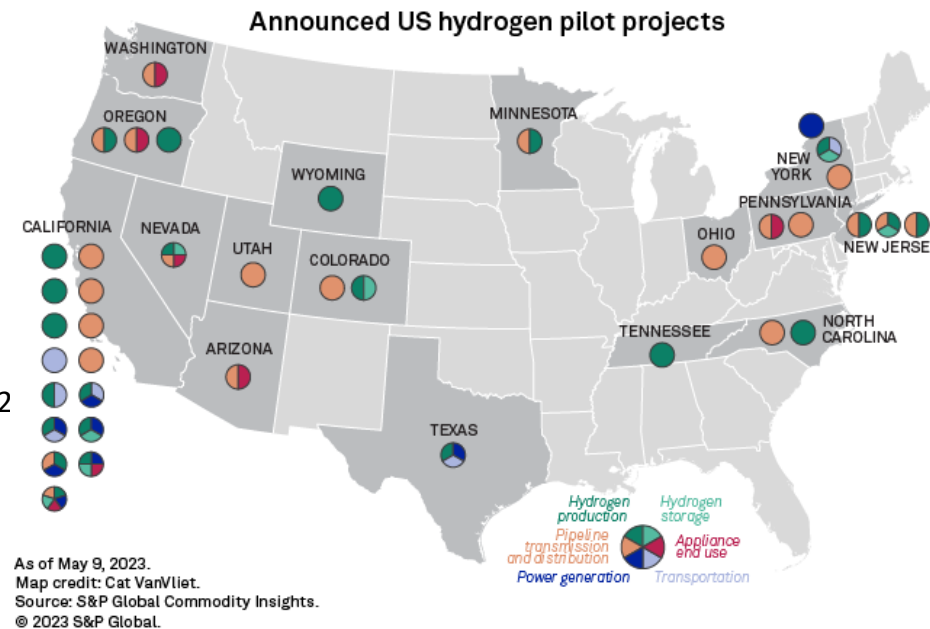 Announced US hydrogen pilot projects
WASHINGTON
OREGON
MINNESOTA
WYOMING
NEW
YORK
CALIFORNIA
NEVADA
UTAH
COLORADO
OHIO
PENNSYLVANIA
NEW JERSE
ARIZONA
TENNESSEE
NORTH
CAROLINA
2
TEXAS
Hydrogen
production
Hydrogen
storage
Pipeline
transmission
and distribution
Appliance
end use
Power generation
Transportation
As of May 9, 2023.
Map credit: Cat VanVliet.
Source: S&P Global Commodity Insights.
© 2023 S&P Global.